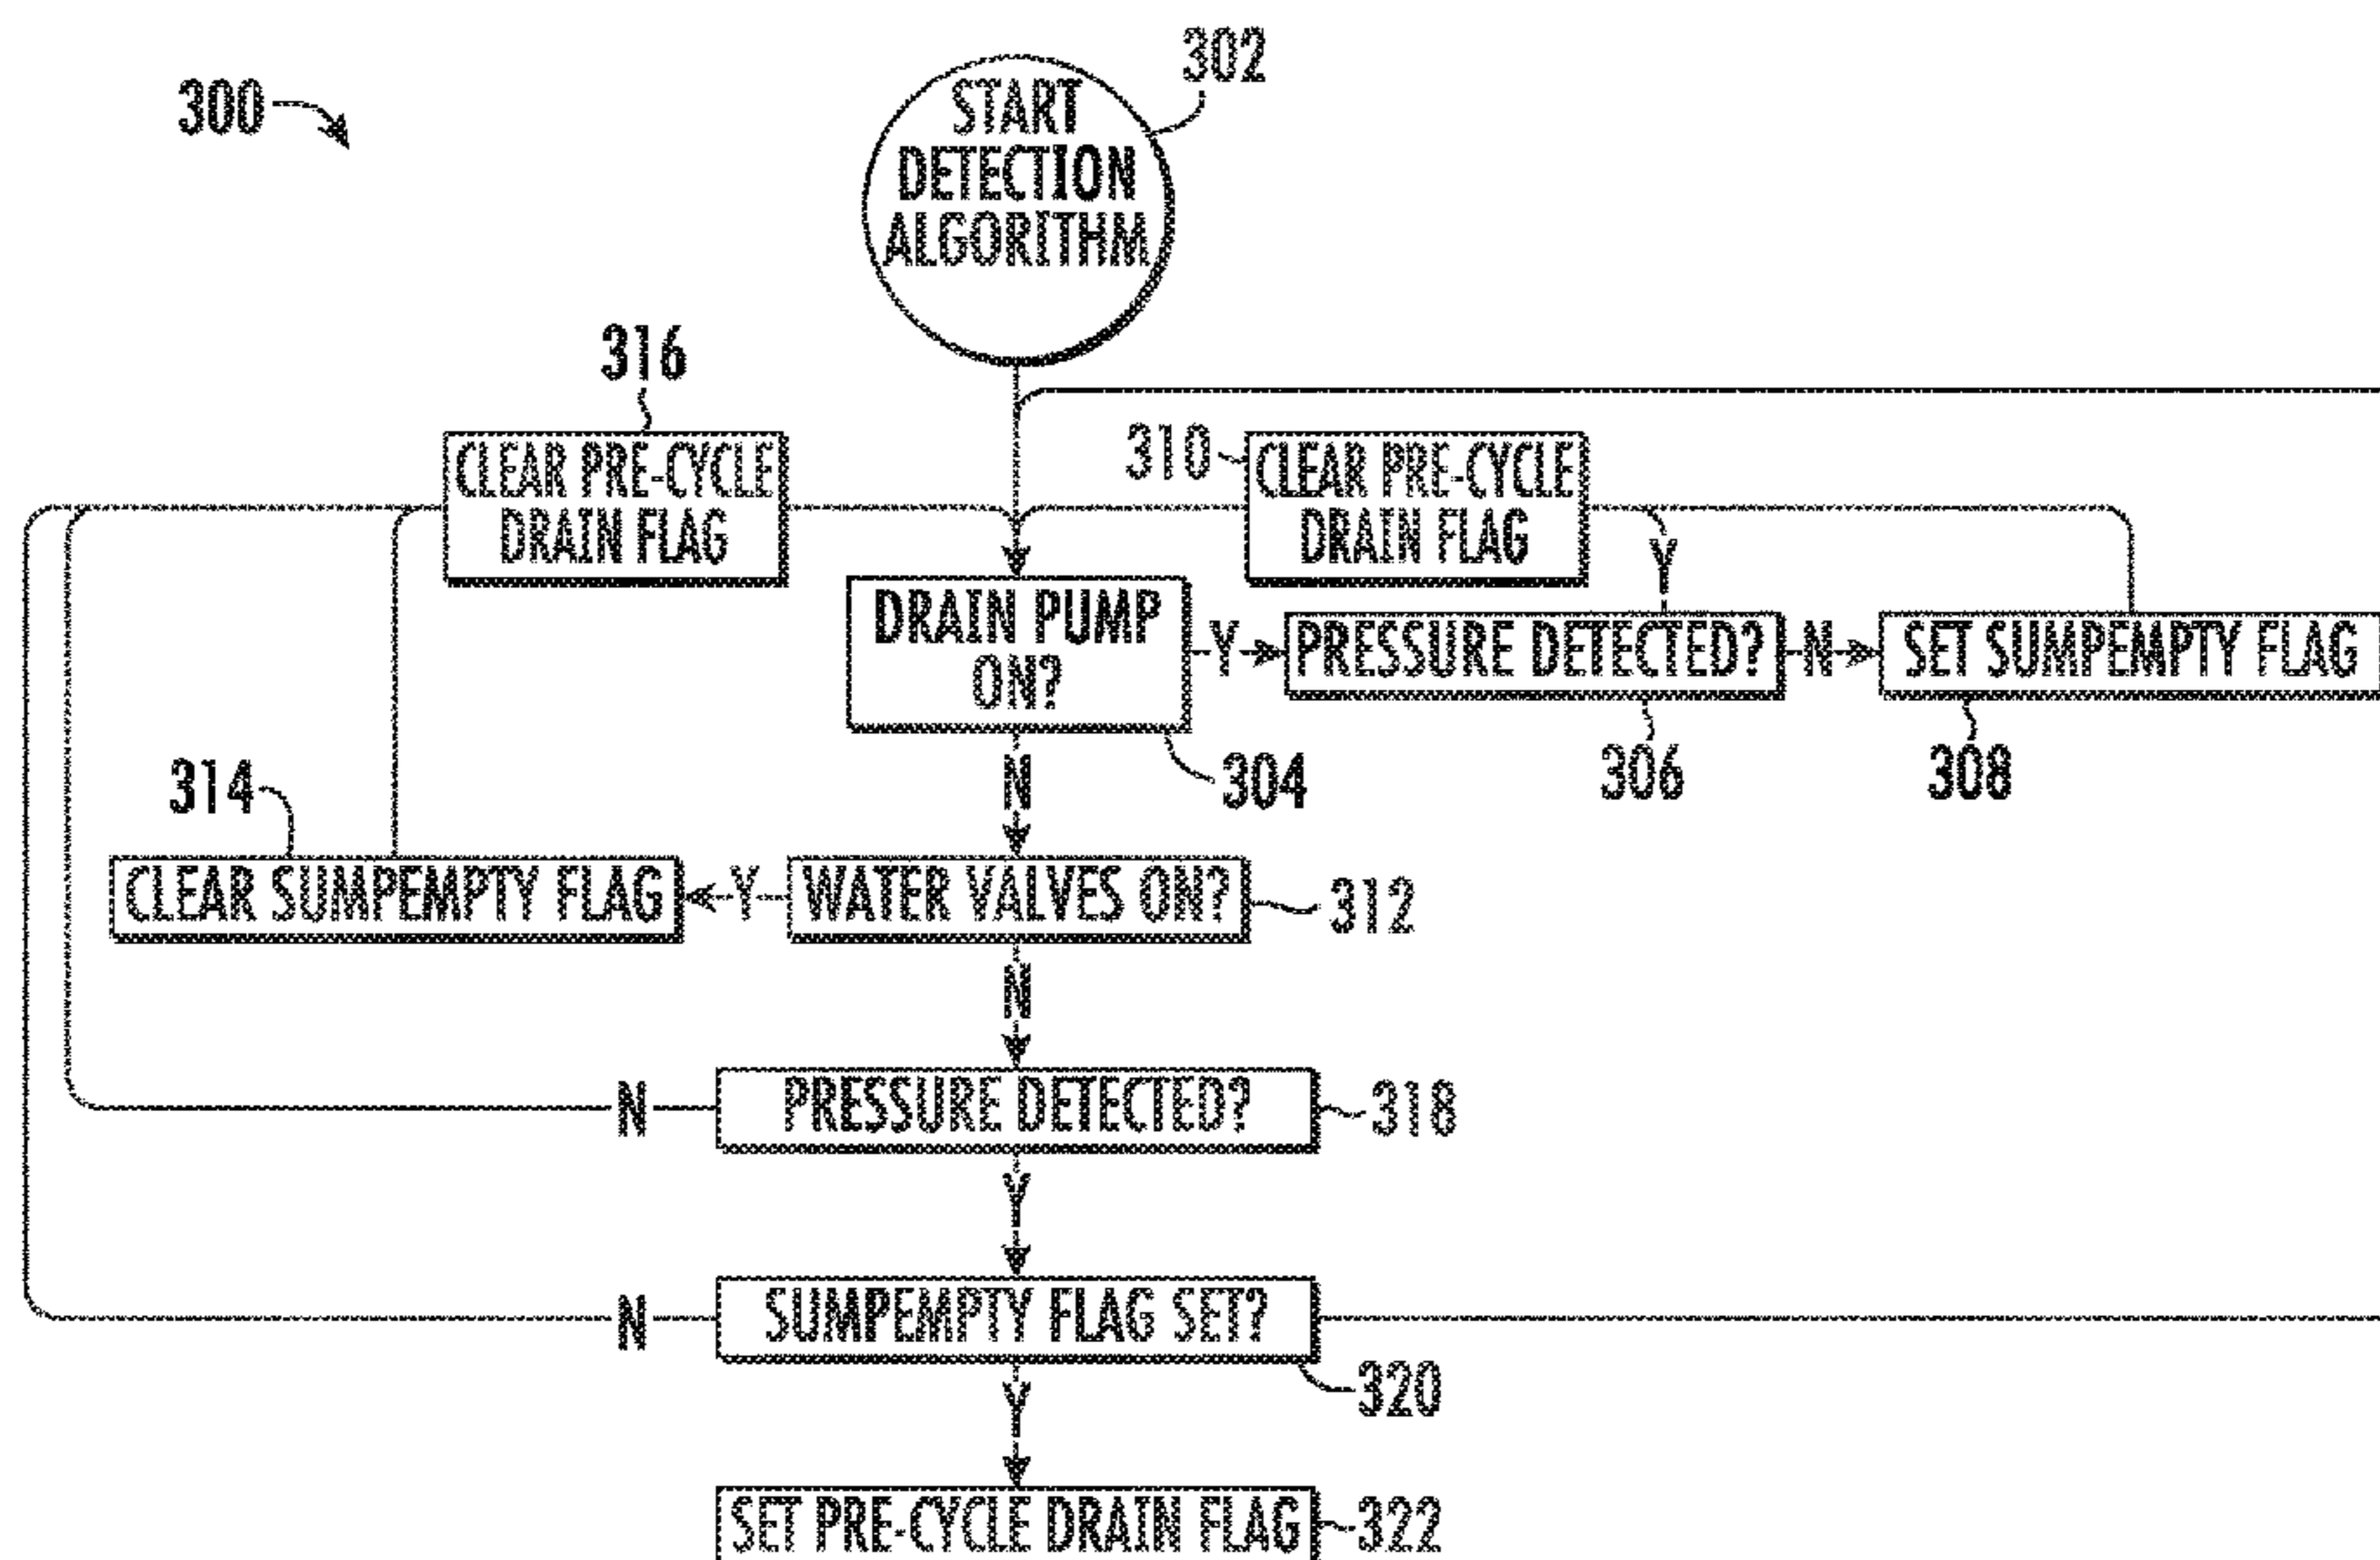 302
300
START
DETECTION
ALGORITHM
316
310
CLEAR PRE-CYCLE
DRAIN FLAG
CLEAR PRE-CYCLE
DRAIN FLAG
Y
DRAIN PUMP
ON?
Y
PRESSURE DETECTED?
N
SET SUMPEMPTY FLAG
N
304
306
308
314
CLEAR SUMPEMPTY FLAG
Y
WATER VALVES ON?
312
N
N
PRESSURE DETECTED?
318
Y
N
SUMPEMPTY FLAG SET?
320
Y
SET PRE-CYCLE DRAIN FLAG
322